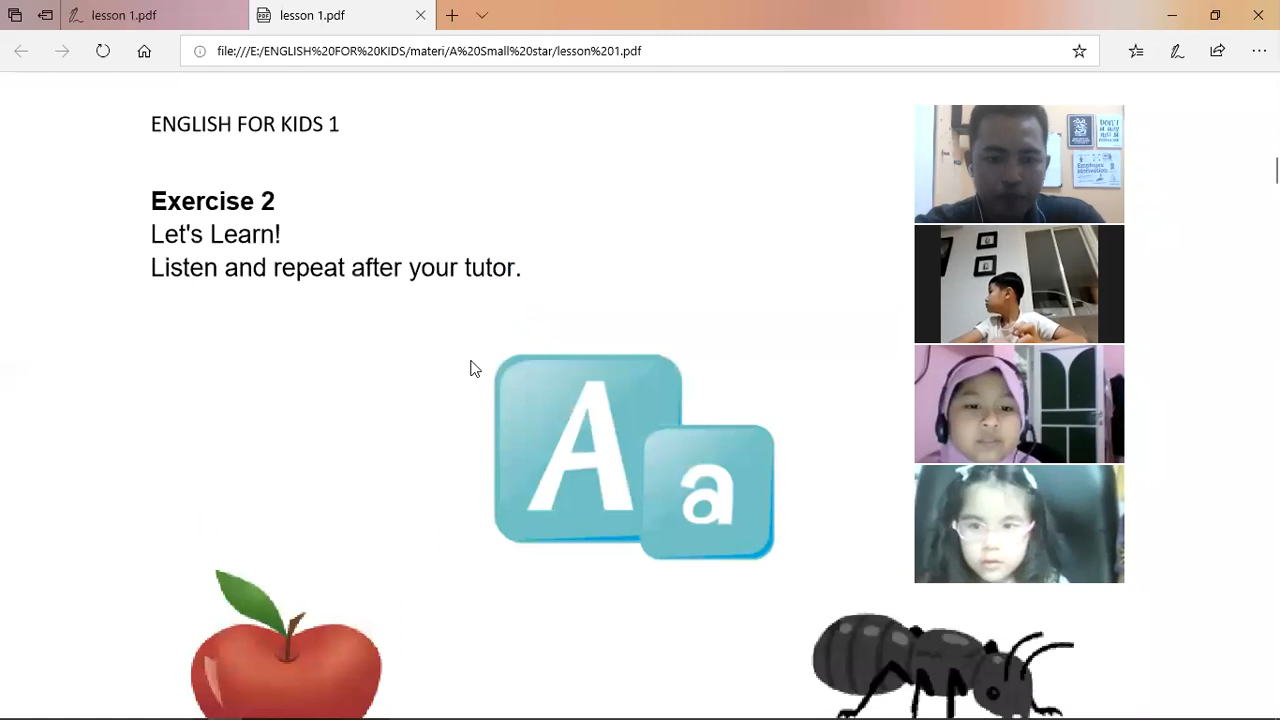 lesson 1.pdf
lesson 1.pdf
file:///E:/ENGLISH%20FOR%20KIDS/materi/A%20Small%20star/lesson%201.pdf
ENGLISH FOR KIDS 1
Exercise 2
Let's Learn!
Listen and repeat after your tutor.
A
a